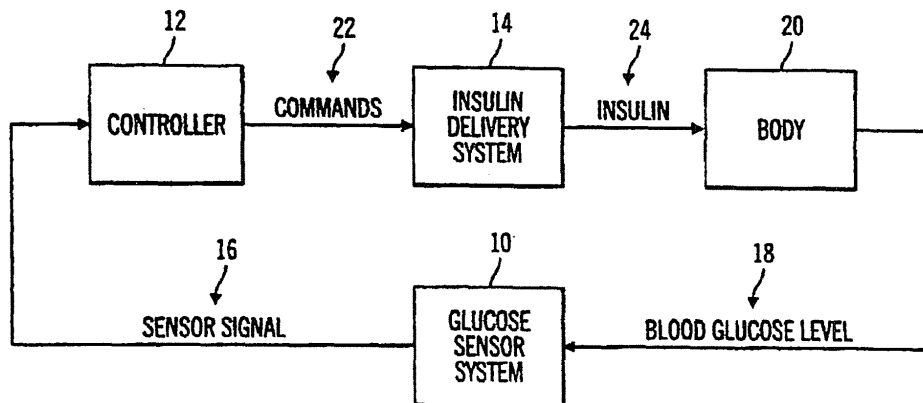 12
22
14
24
20
CONTROLLER
COMMANDS
INSULIN
DELIVERY
SYSTEM
INSULIN
BODY
16
10
18
SENSOR SIGNAL
GLUCOSE
SENSOR
SYSTEM
BLOOD GLUCOSE LEVEL